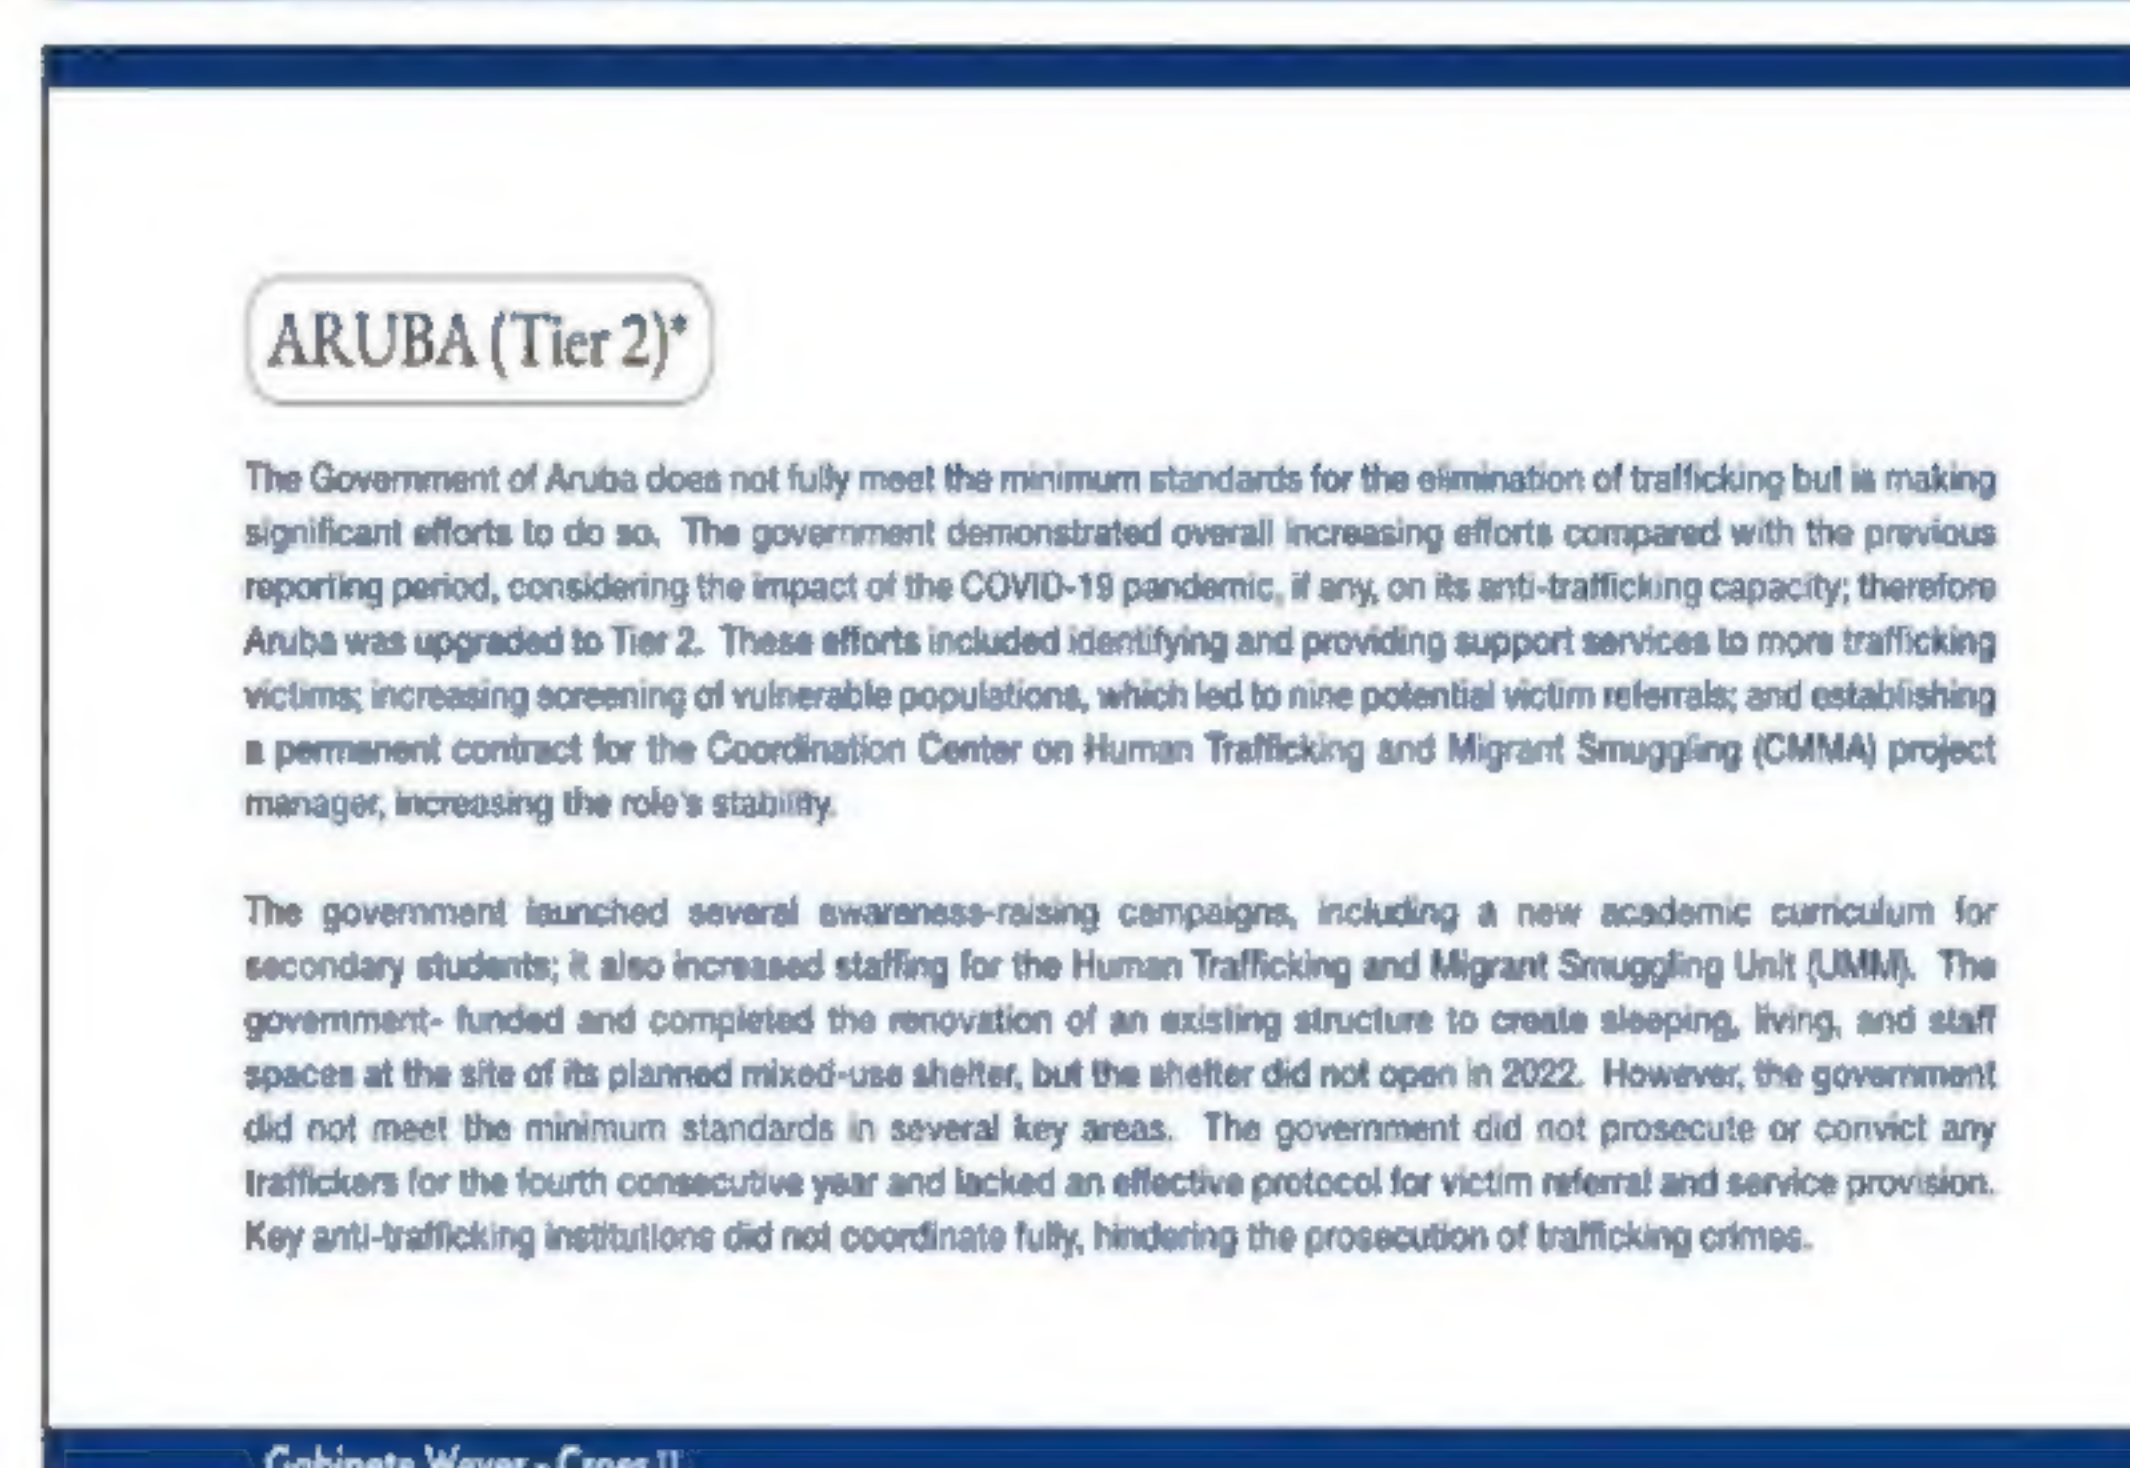 ARUBA (Tier 2)*
The Government of Aruba does not fully meet the minimum standards for the elimination of trafficking but is making
significant efforts to do so. The government demonstrated overall increasing efforts compared with the previous
reporting period, considering the impact of the COVID-19 pandemic, if any, on its anti-trafficking capacity; therefore
Aruba was upgraded to Tier 2. These efforts included identifying and providing support services to more trafficking
victims; increasing screening of vulnerable populations, which led to nine potential victim referrals; and establishing
a permanent contract for the Coordination Center on Human Trafficking and Migrant Smuggling (CMMA) project
manager, increasing the role's stability.
The government launched several awareness-raising campaigns, including a new academic curriculum for
secondary students; it also increased staffing for the Human Trafficking and Migrant Smuggling Unit (UMM). The
government- funded and completed the renovation of an existing structure to create sleeping, living, and staff
spaces at the site of its planned mixed-use shelter, but the shelter did not open in 2022. However, the government
did not meet the minimum standards in several key areas. The government did not prosecute or convict any
traffickers for the fourth consecutive year and lacked an effective protocol for victim referral and service provision.
Key anti-trafficking institutions did not coordinate fully, hindering the prosecution of trafficking crimes.
Gabinete Wever - Croes II